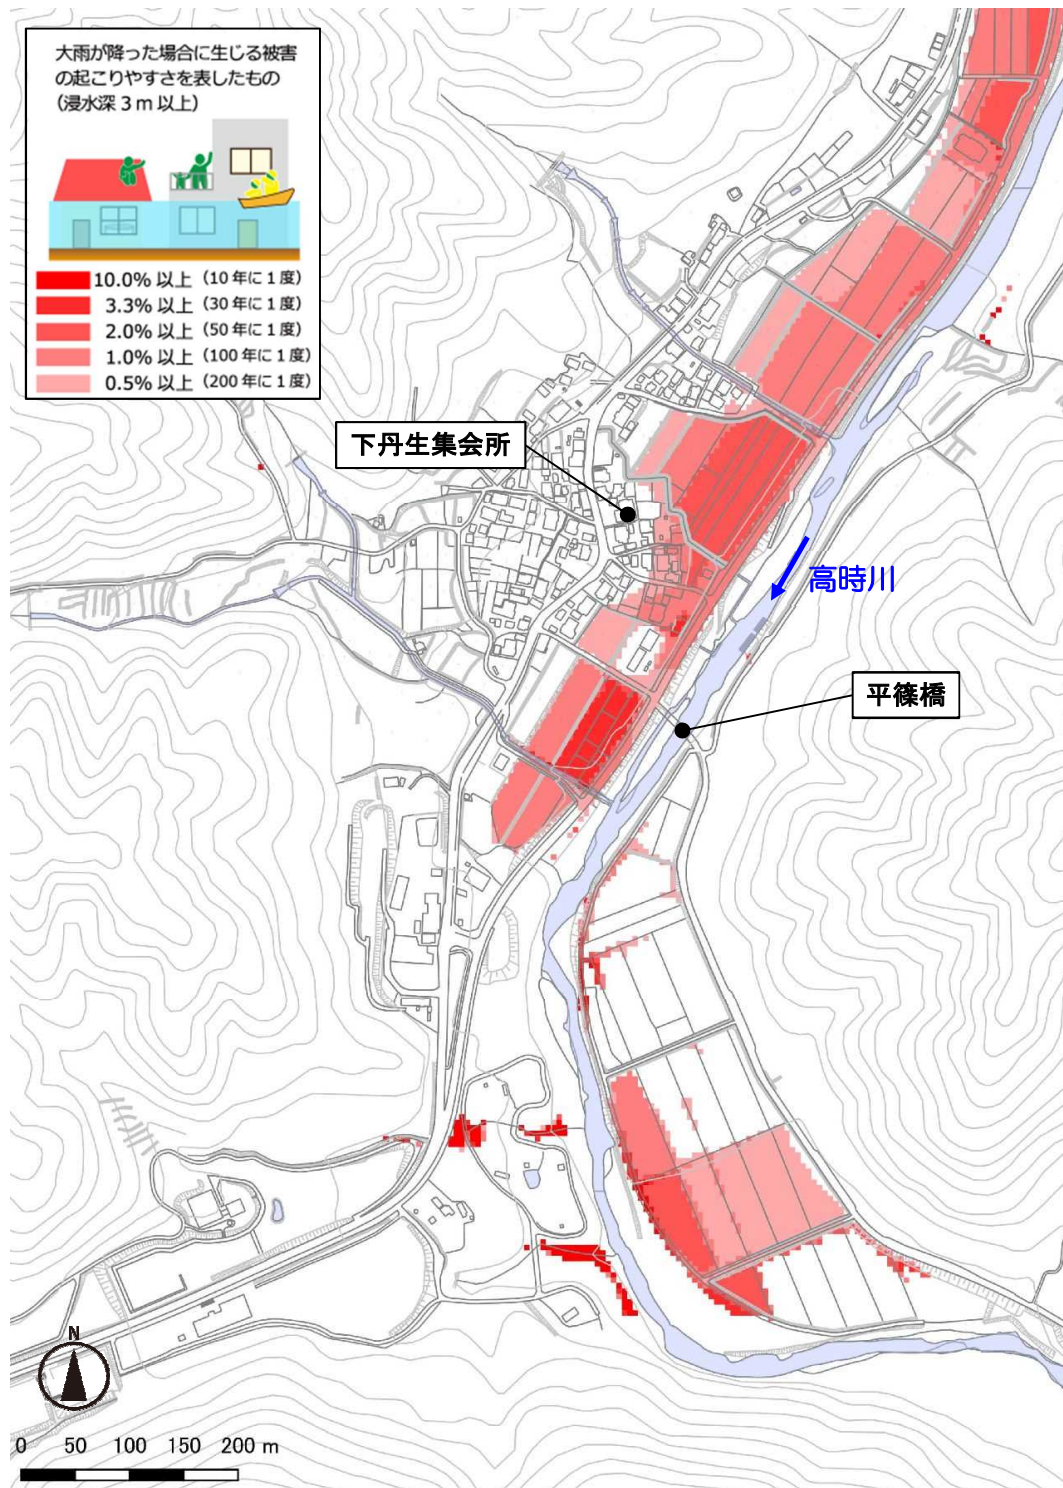 大雨が降った場合に生じる被害
の起こりやすさを表したもの
（浸水深３ｍ以上）
10.0% 以上（10 年に 1 度）
3.3% 以上（30 年に 1 度）
2.0% 以上（50 年に 1 度）
1.0% 以上（100 年に 1 度）
0.5% 以上（200 年に 1 度）
下丹生集会所
高時川
平篠橋
N
0 50 100 150 200 m